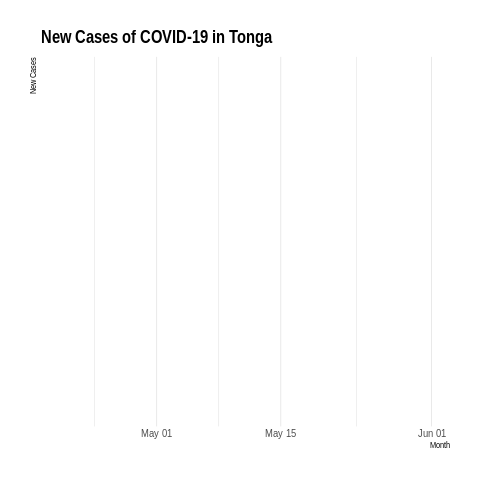 New Cases of COVID-19 in Tonga
New Cases
May 01
May 15
Jun 01
Month